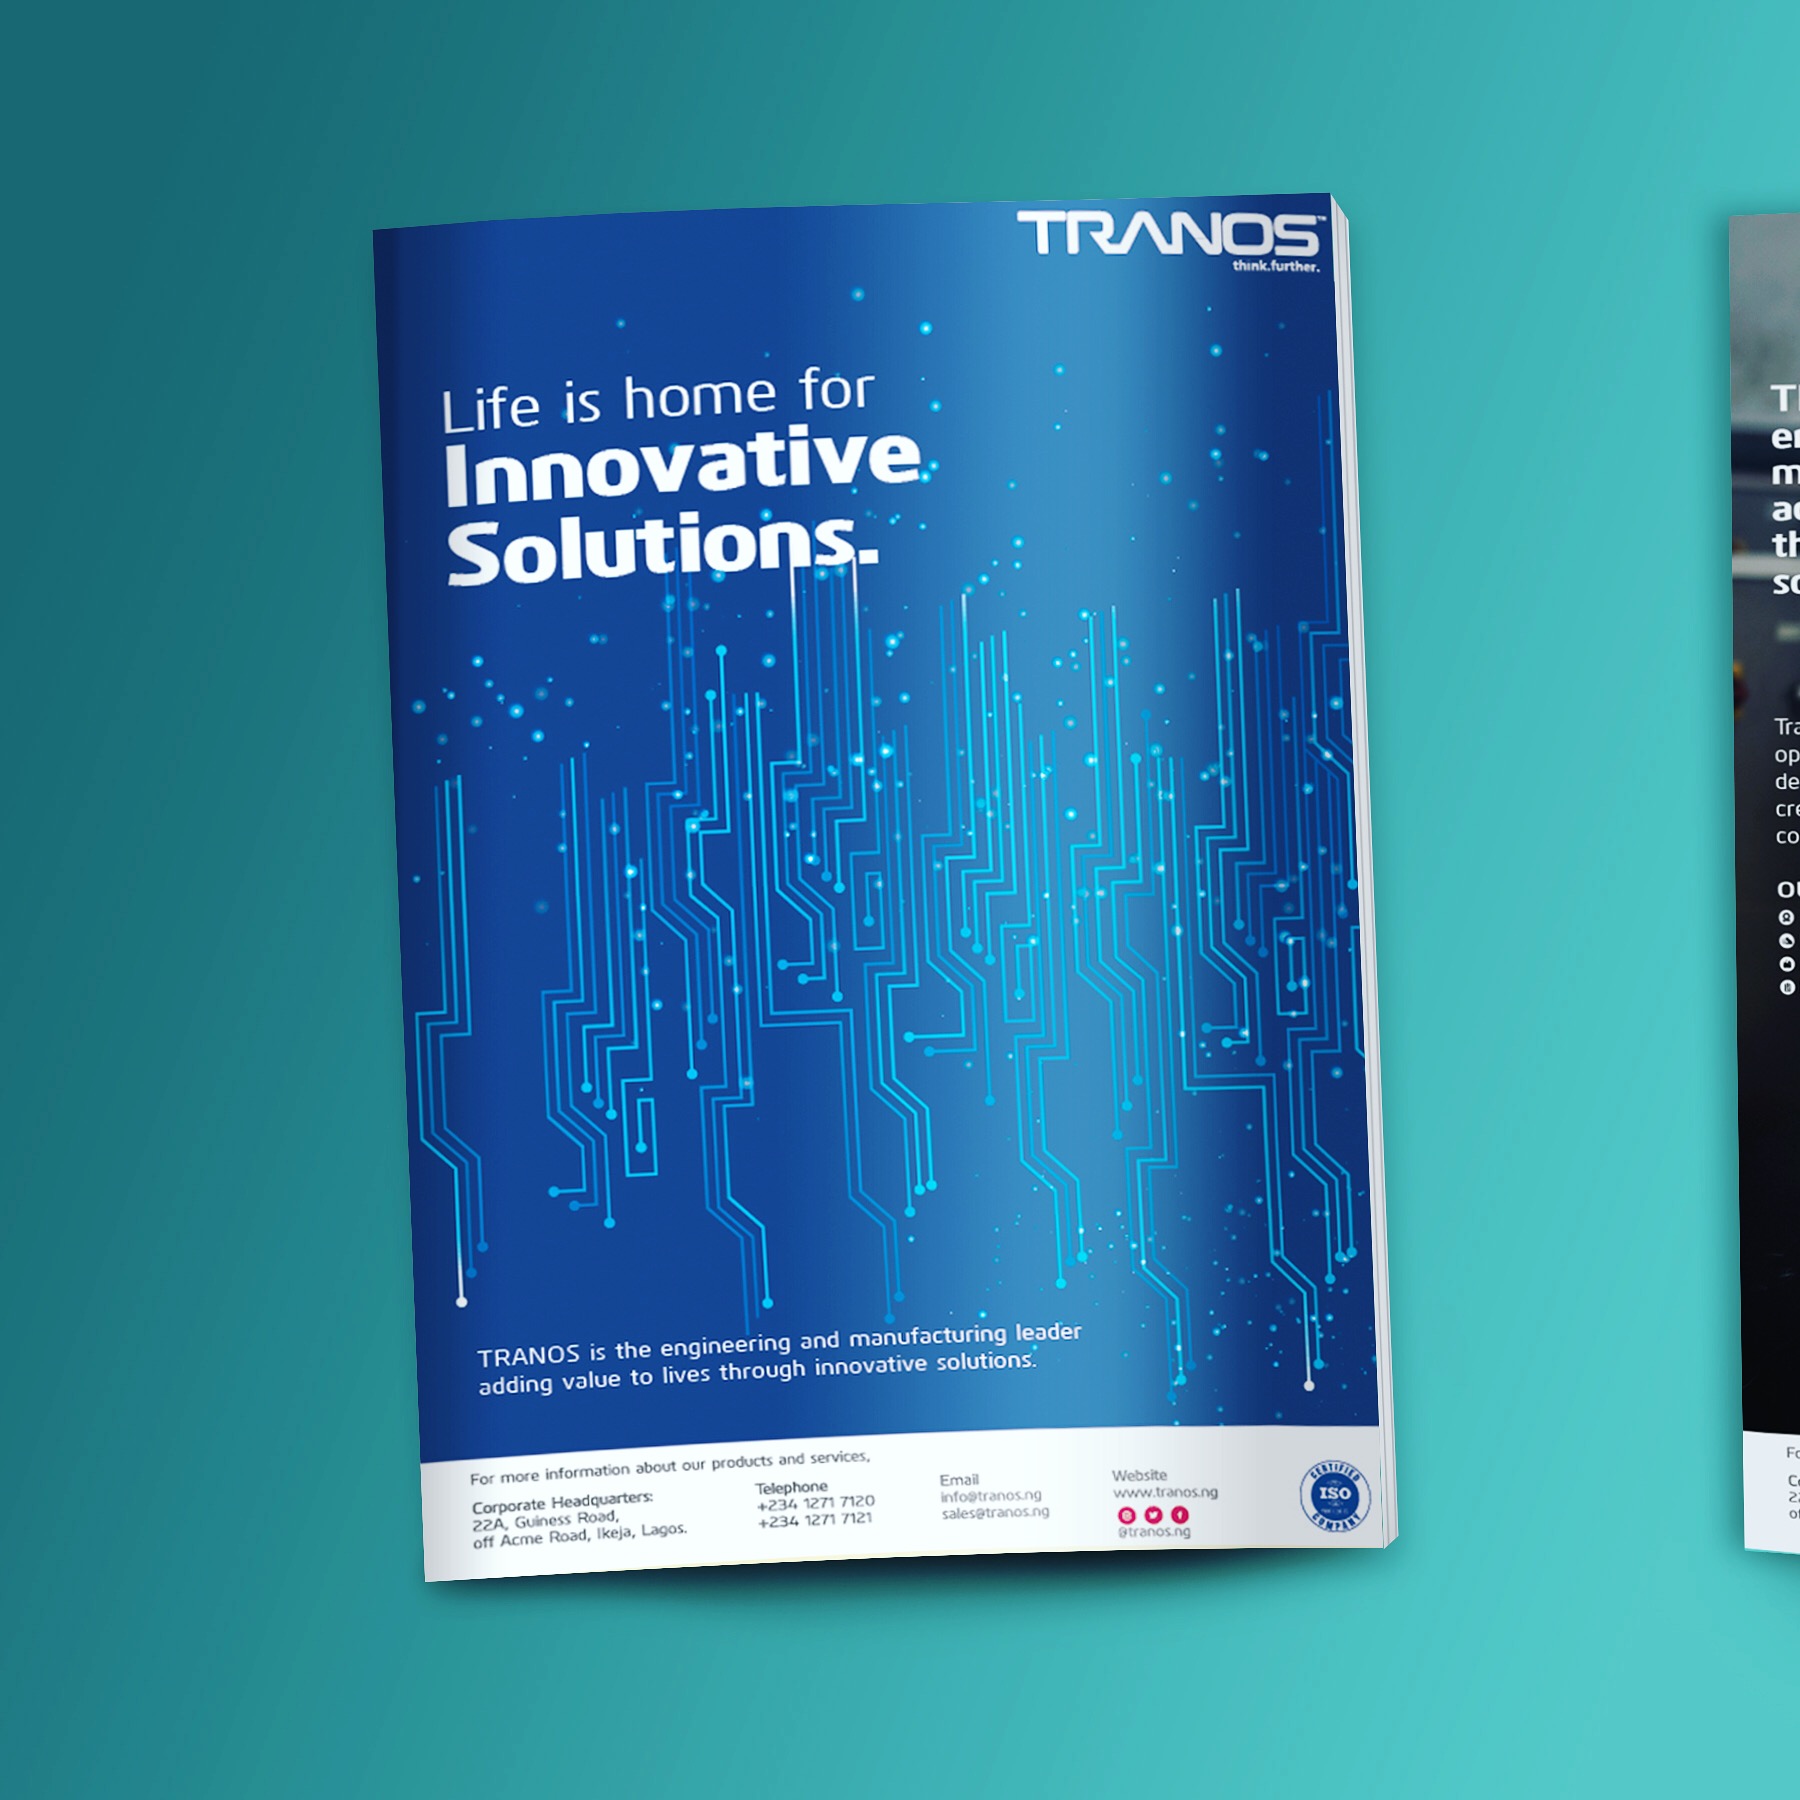 TRANOS™
think.further.
Life is home for
Innovative
Solutions.
TRANOS is the engineering and manufacturing leader
adding value to lives through innovative solutions.
For more information about our products and services,
Corporate Headquarters:
22A, Guiness Road,
off Acme Road, Ikeja, Lagos.
Telephone
+234 1271 7120
+234 1271 7121
Email
info@tranos.ng
sales@tranos.ng
Website
www.tranos.ng
@tranos.ng
CERTIFIED
ISO
COMPANY